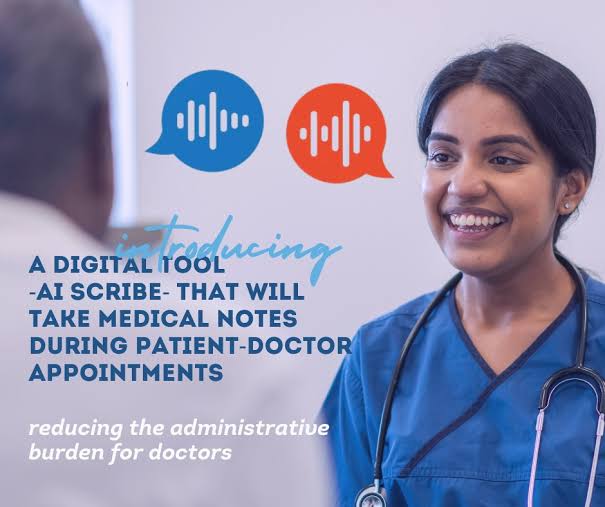 introducing
A DIGITAL TOOL
-AI SCRIBE- THAT WILL
TAKE MEDICAL NOTES
DURING PATIENT-DOCTOR
APPOINTMENTS
reducing the administrative
burden for doctors